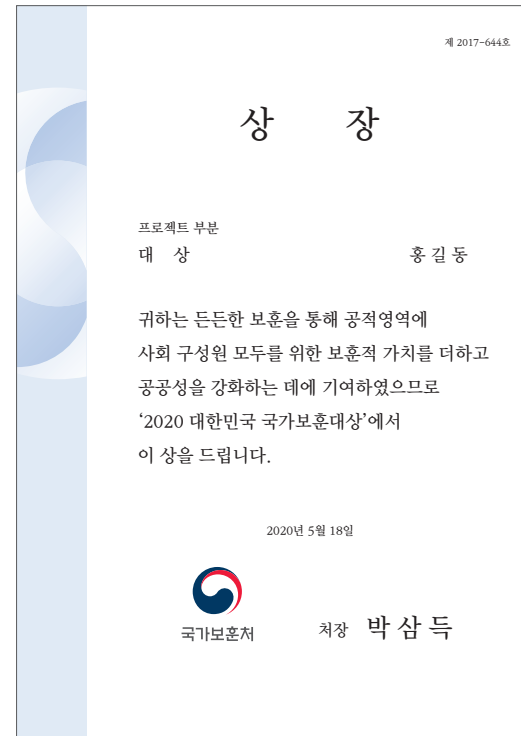 제 2017-644호
상 장
프로젝트 부분
대 상 홍 길 동
귀하는 든든한 보훈을 통해 공적영역에
사회 구성원 모두를 위한 보훈적 가치를 더하고
공공성을 강화하는 데에 기여하였으므로
‘2020 대한민국 국가보훈대상’에서
이 상을 드립니다.
2020년 5월 18일
국가보훈처
처장 박 삼 득